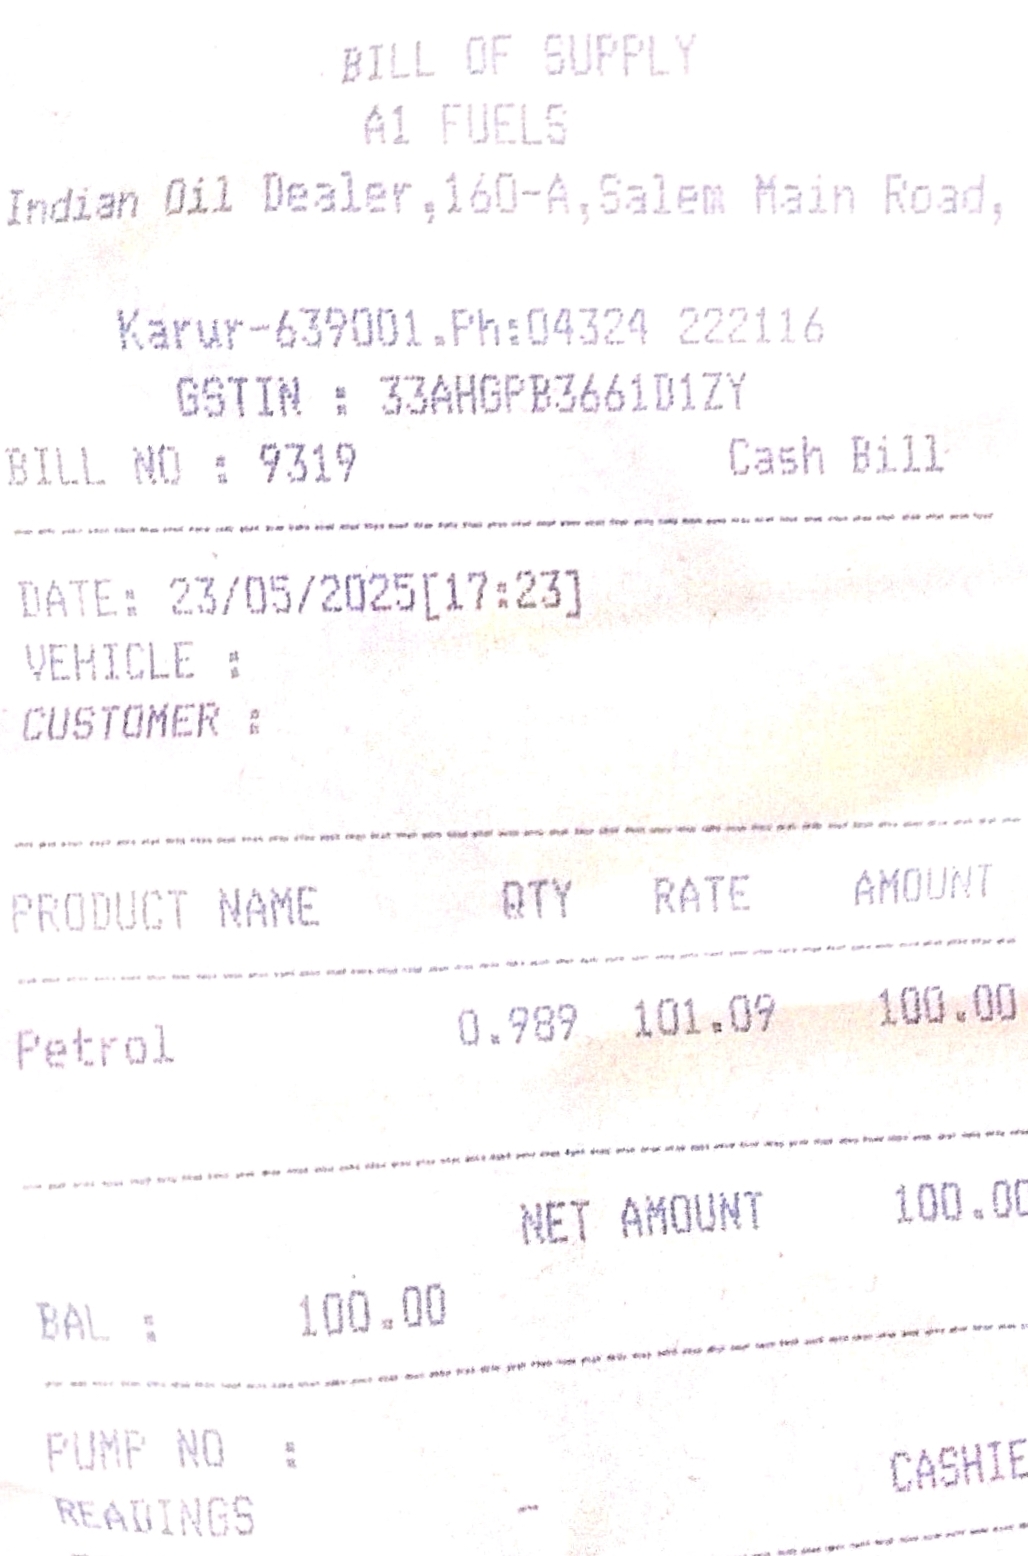 BILL OF SUPPLY
A1 FUELS
Indian Oil Dealer,160-A,Salem Main Road,
Karur-639001.Ph:04324 222116
GSTIN : 33AHGPB3661D1ZY
BILL NO : 9319 Cash Bill
DATE: 23/05/2025[17:23]
VEHICLE :
CUSTOMER :
PRODUCT NAME QTY RATE AMOUNT
Petrol 0.989 101.09 100.00
NET AMOUNT 100.00
BAL : 100.00
PUMP NO : CASHIE
READINGS -